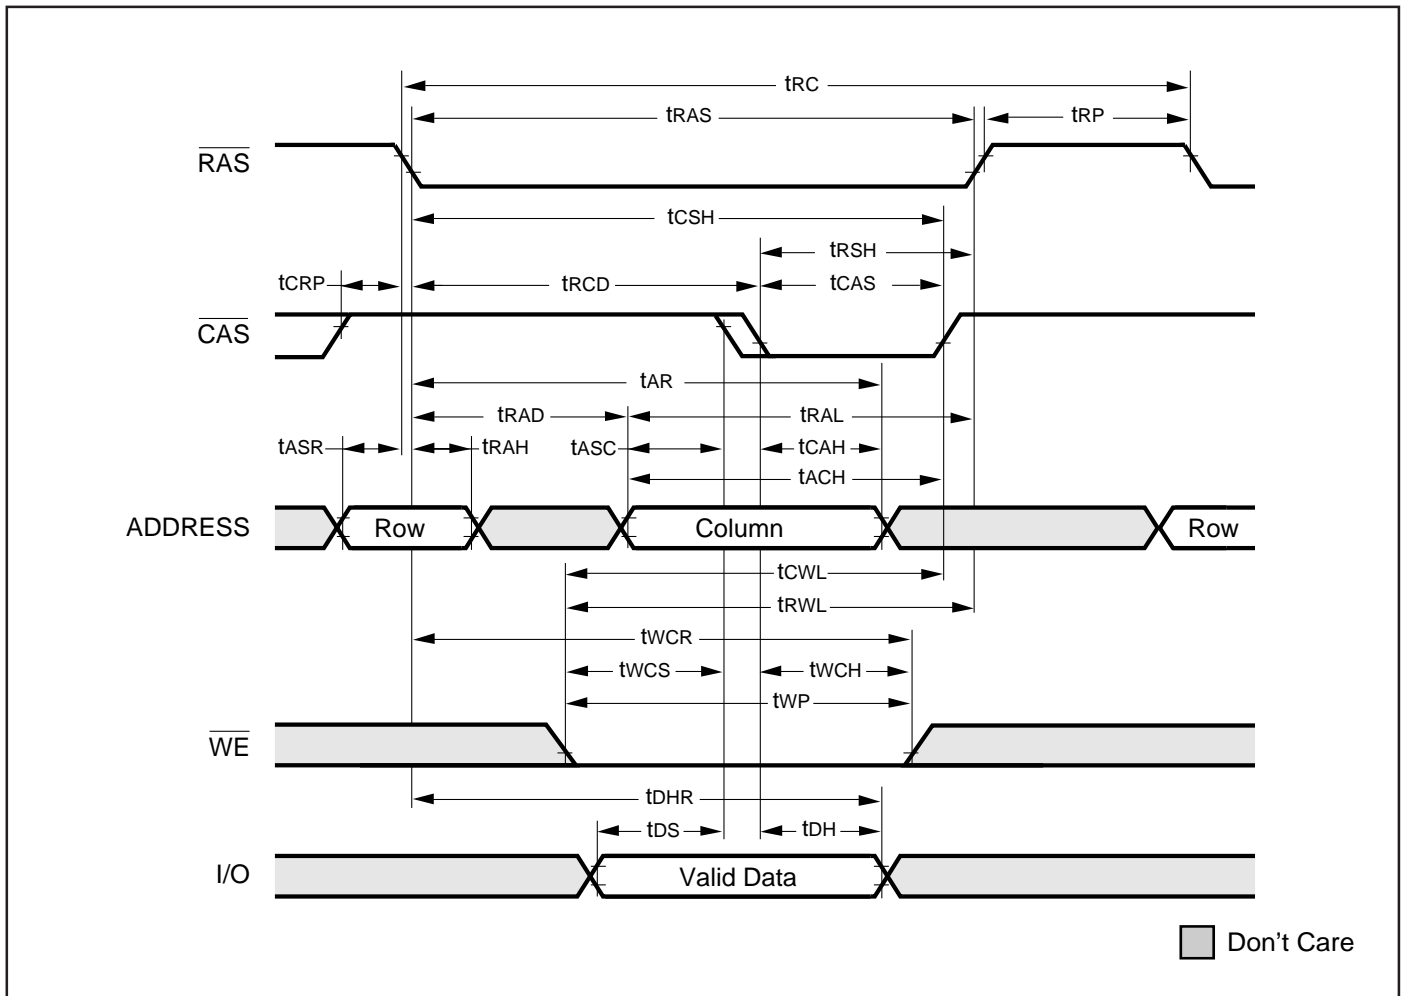 tRC
tRAS
tRP
RAS
tCSH
tRSH
tCRP
tRCD
tCAS
CAS
tAR
tRAD
tRAL
tASR
tRAH
tASC
tCAH
tACH
ADDRESS
Row
Column
Row
tCWL
tRWL
tWCR
tWCS
tWCH
tWP
WE
tDHR
tDS
tDH
I/O
Valid Data
Don't Care